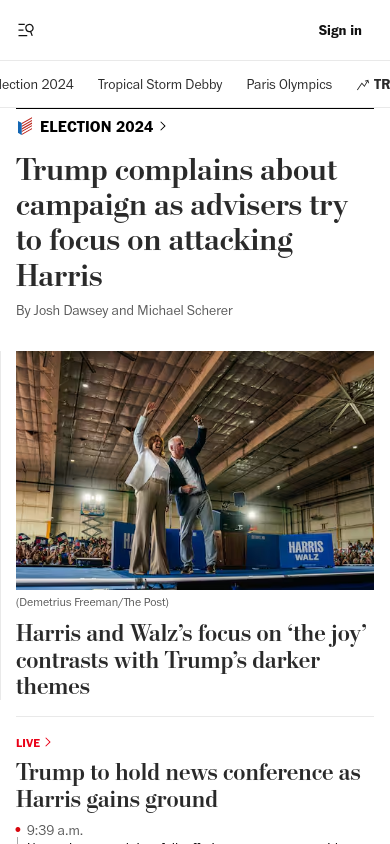 Sign in
lection 2024 Tropical Storm Debby Paris Olympics TR
ELECTION 2024
Trump complains about
campaign as advisers try
to focus on attacking
Harris
By Josh Dawsey and Michael Scherer
HARRIS
WALZ
(Demetrius Freeman/The Post)
Harris and Walz’s focus on ‘the joy’
contrasts with Trump’s darker
themes
LIVE
Trump to hold news conference as
Harris gains ground
9:39 a.m.